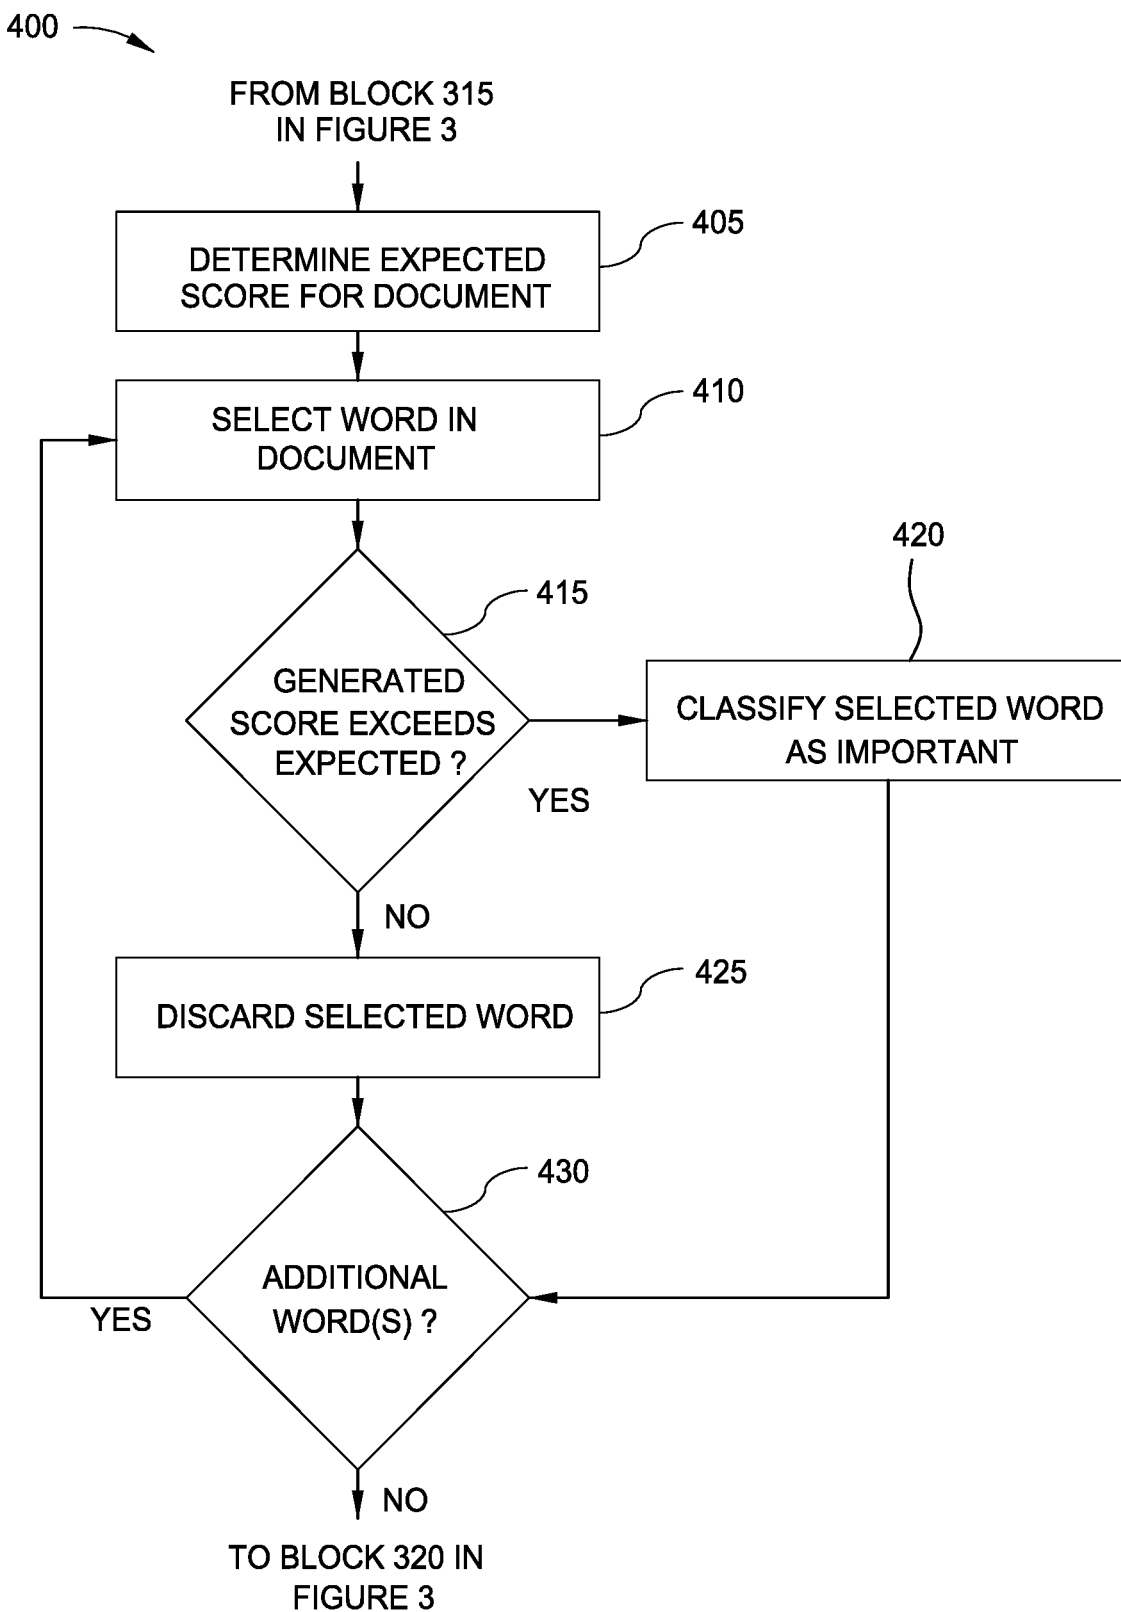 400
FROM BLOCK 315
IN FIGURE 3
405
DETERMINE EXPECTED
SCORE FOR DOCUMENT
410
SELECT WORD IN
DOCUMENT
420
415
GENERATED
SCORE EXCEEDS
EXPECTED ?
CLASSIFY SELECTED WORD
AS IMPORTANT
YES
NO
425
DISCARD SELECTED WORD
430
ADDITIONAL
WORD(S) ?
YES
NO
TO BLOCK 320 IN
FIGURE 3